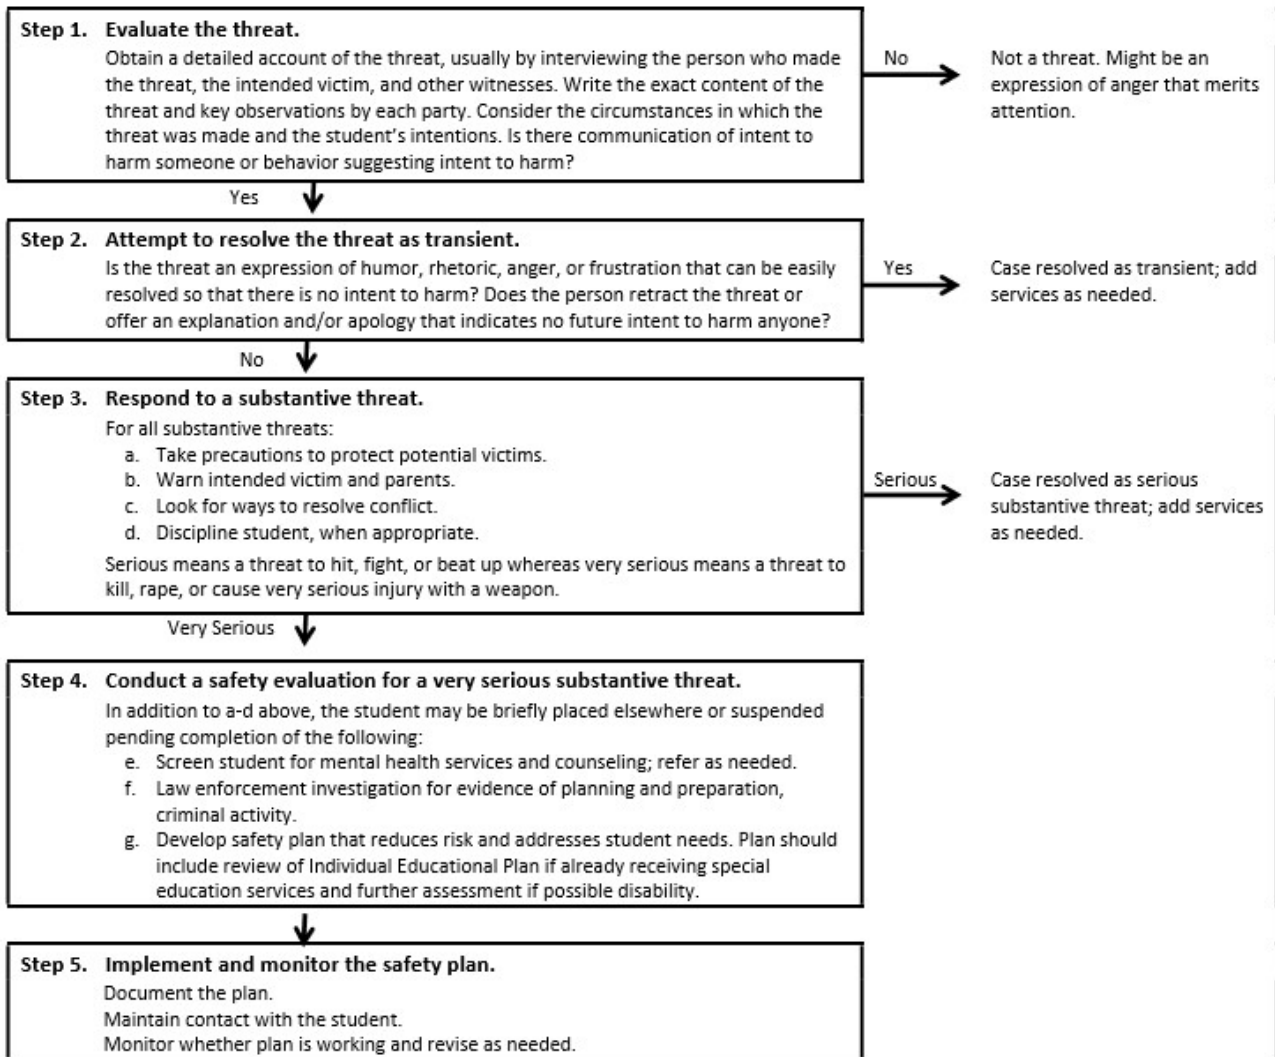 Step 1. Evaluate the threat.
Obtain a detailed account of the threat, usually by interviewing the person who made
the threat, the intended victim, and other witnesses. Write the exact content of the
threat and key observations by each party. Consider the circumstances in which the
threat was made and the student's intentions. Is there communication of intent to
harm someone or behavior suggesting intent to harm?
No
Not a threat. Might be an
expression of anger that merits
attention.
Yes
Step 2. Attempt to resolve the threat as transient.
Is the threat an expression of humor, rhetoric, anger, or frustration that can be easily
resolved so that there is no intent to harm? Does the person retract the threat or
offer an explanation and/or apology that indicates no future intent to harm anyone?
Yes
Case resolved as transient; add
services as needed.
No
Step 3. Respond to a substantive threat.
For all substantive threats:
a. Take precautions to protect potential victims.
b. Warn intended victim and parents.
c. Look for ways to resolve conflict.
d. Discipline student, when appropriate.
Serious means a threat to hit, fight, or beat up whereas very serious means a threat to
kill, rape, or cause very serious injury with a weapon.
Serious
Case resolved as serious
substantive threat; add services
as needed.
Very Serious
Step 4. Conduct a safety evaluation for a very serious substantive threat.
In addition to a-d above, the student may be briefly placed elsewhere or suspended
pending completion of the following:
e. Screen student for mental health services and counseling; refer as needed.
f. Law enforcement investigation for evidence of planning and preparation,
criminal activity.
g. Develop safety plan that reduces risk and addresses student needs. Plan should
include review of Individual Educational Plan if already receiving special
education services and further assessment if possible disability.
Step 5. Implement and monitor the safety plan.
Document the plan.
Maintain contact with the student.
Monitor whether plan is working and revise as needed.